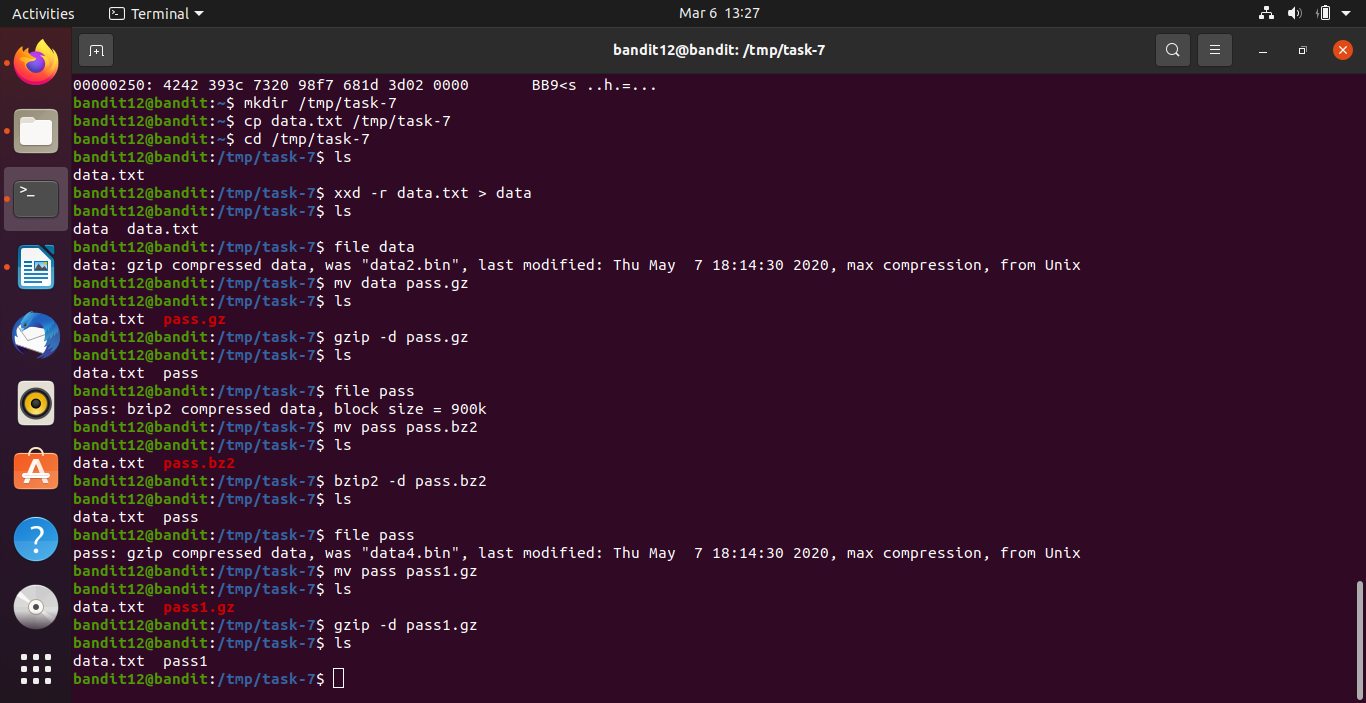 Activities Terminal Mar 6 13:27
bandit12@bandit: /tmp/task-7
00000250: 4242 393c 7320 98f7 681d 3d02 0000       BB9<s ..h.=...
bandit12@bandit:~$ mkdir /tmp/task-7
bandit12@bandit:~$ cp data.txt /tmp/task-7
bandit12@bandit:~$ cd /tmp/task-7
bandit12@bandit:/tmp/task-7$ ls
data.txt
bandit12@bandit:/tmp/task-7$ xxd -r data.txt > data
bandit12@bandit:/tmp/task-7$ ls
data  data.txt
bandit12@bandit:/tmp/task-7$ file data
data: gzip compressed data, was "data2.bin", last modified: Thu May  7 18:14:30 2020, max compression, from Unix
bandit12@bandit:/tmp/task-7$ mv data pass.gz
bandit12@bandit:/tmp/task-7$ ls
data.txt  pass.gz
bandit12@bandit:/tmp/task-7$ gzip -d pass.gz
bandit12@bandit:/tmp/task-7$ ls
data.txt  pass
bandit12@bandit:/tmp/task-7$ file pass
pass: bzip2 compressed data, block size = 900k
bandit12@bandit:/tmp/task-7$ mv pass pass.bz2
bandit12@bandit:/tmp/task-7$ ls
data.txt  pass.bz2
bandit12@bandit:/tmp/task-7$ bzip2 -d pass.bz2
bandit12@bandit:/tmp/task-7$ ls
data.txt  pass
bandit12@bandit:/tmp/task-7$ file pass
pass: gzip compressed data, was "data4.bin", last modified: Thu May  7 18:14:30 2020, max compression, from Unix
bandit12@bandit:/tmp/task-7$ mv pass pass1.gz
bandit12@bandit:/tmp/task-7$ ls
data.txt  pass1.gz
bandit12@bandit:/tmp/task-7$ gzip -d pass1.gz
bandit12@bandit:/tmp/task-7$ ls
data.txt  pass1
bandit12@bandit:/tmp/task-7$